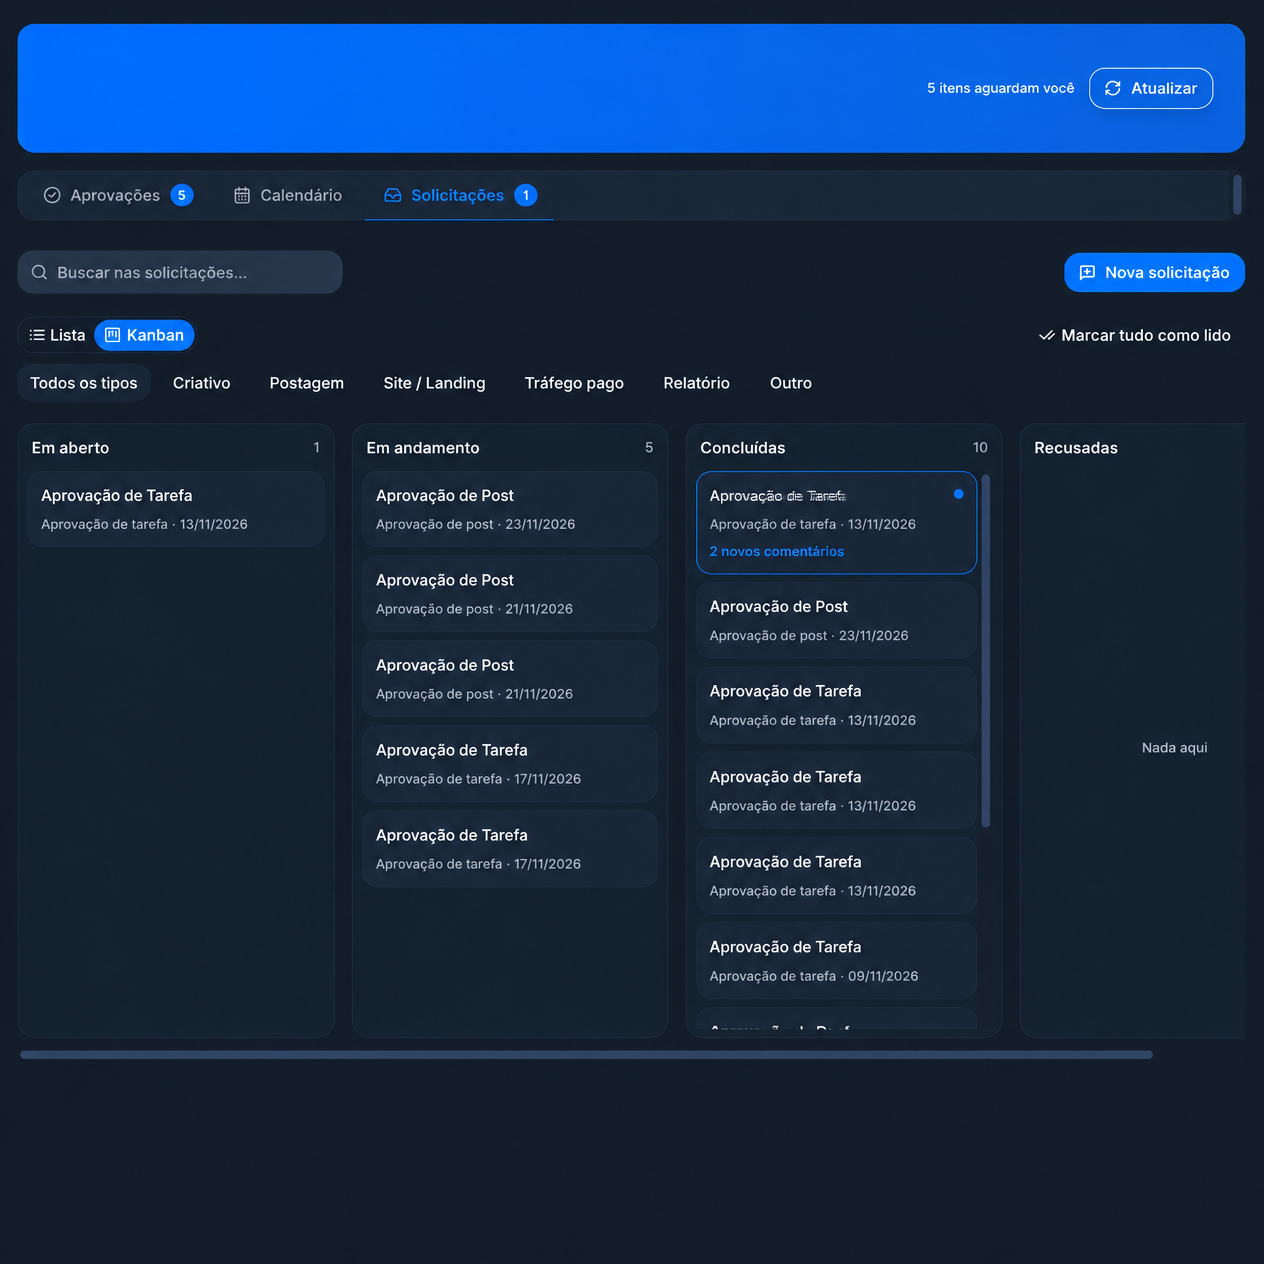 5 itens aguardam você
Atualizar
Aprovações 5
Calendário
Solicitações 1
Buscar nas solicitações...
Nova solicitação
Lista
Kanban
Marcar tudo como lido
Todos os tipos
Criativo
Postagem
Site / Landing
Tráfego pago
Relatório
Outro
Em aberto 1
Aprovação de Tarefa
Aprovação de tarefa · 13/11/2026
Em andamento 5
Aprovação de Post
Aprovação de post · 23/11/2026
Aprovação de Post
Aprovação de post · 21/11/2026
Aprovação de Post
Aprovação de post · 21/11/2026
Aprovação de Tarefa
Aprovação de tarefa · 17/11/2026
Aprovação de Tarefa
Aprovação de tarefa · 17/11/2026
Concluídas 10
Aprovação de Tarefa
Aprovação de tarefa · 13/11/2026
2 novos comentários
Aprovação de Post
Aprovação de post · 23/11/2026
Aprovação de Tarefa
Aprovação de tarefa · 13/11/2026
Aprovação de Tarefa
Aprovação de tarefa · 13/11/2026
Aprovação de Tarefa
Aprovação de tarefa · 13/11/2026
Aprovação de Tarefa
Aprovação de tarefa · 09/11/2026
Recusadas
Nada aqui